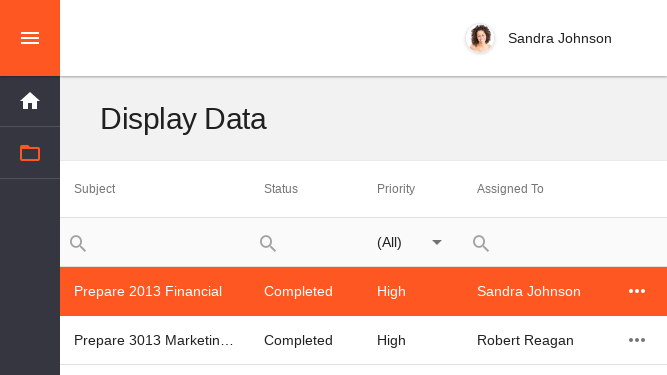 Sandra Johnson
Display Data
Subject Status Priority Assigned To
(All)
Prepare 2013 Financial Completed High Sandra Johnson
Prepare 3013 Marketin… Completed High Robert Reagan